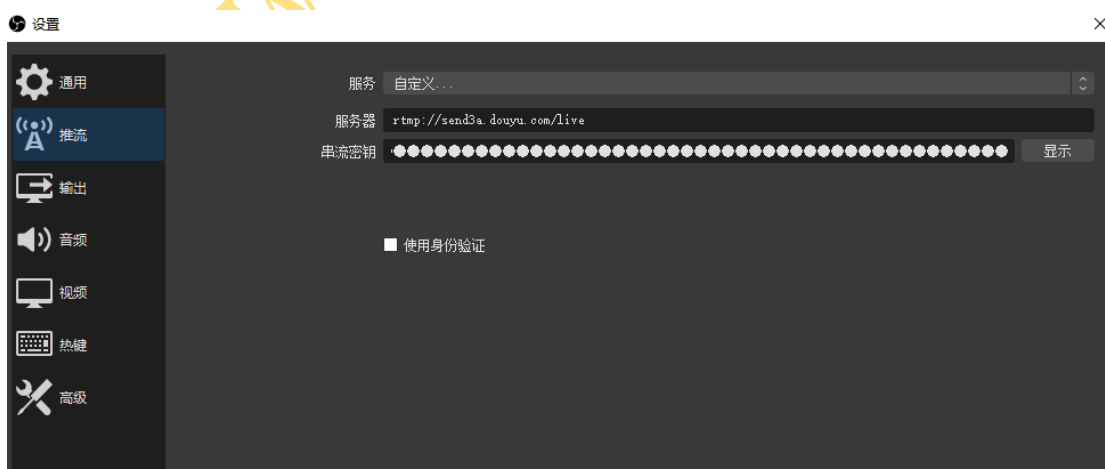 设置
通用
推流
输出
音频
视频
热键
高级
服务 自定义...
服务器 rtmp://send3a.douyu.com/live
串流密钥 显示
使用身份验证